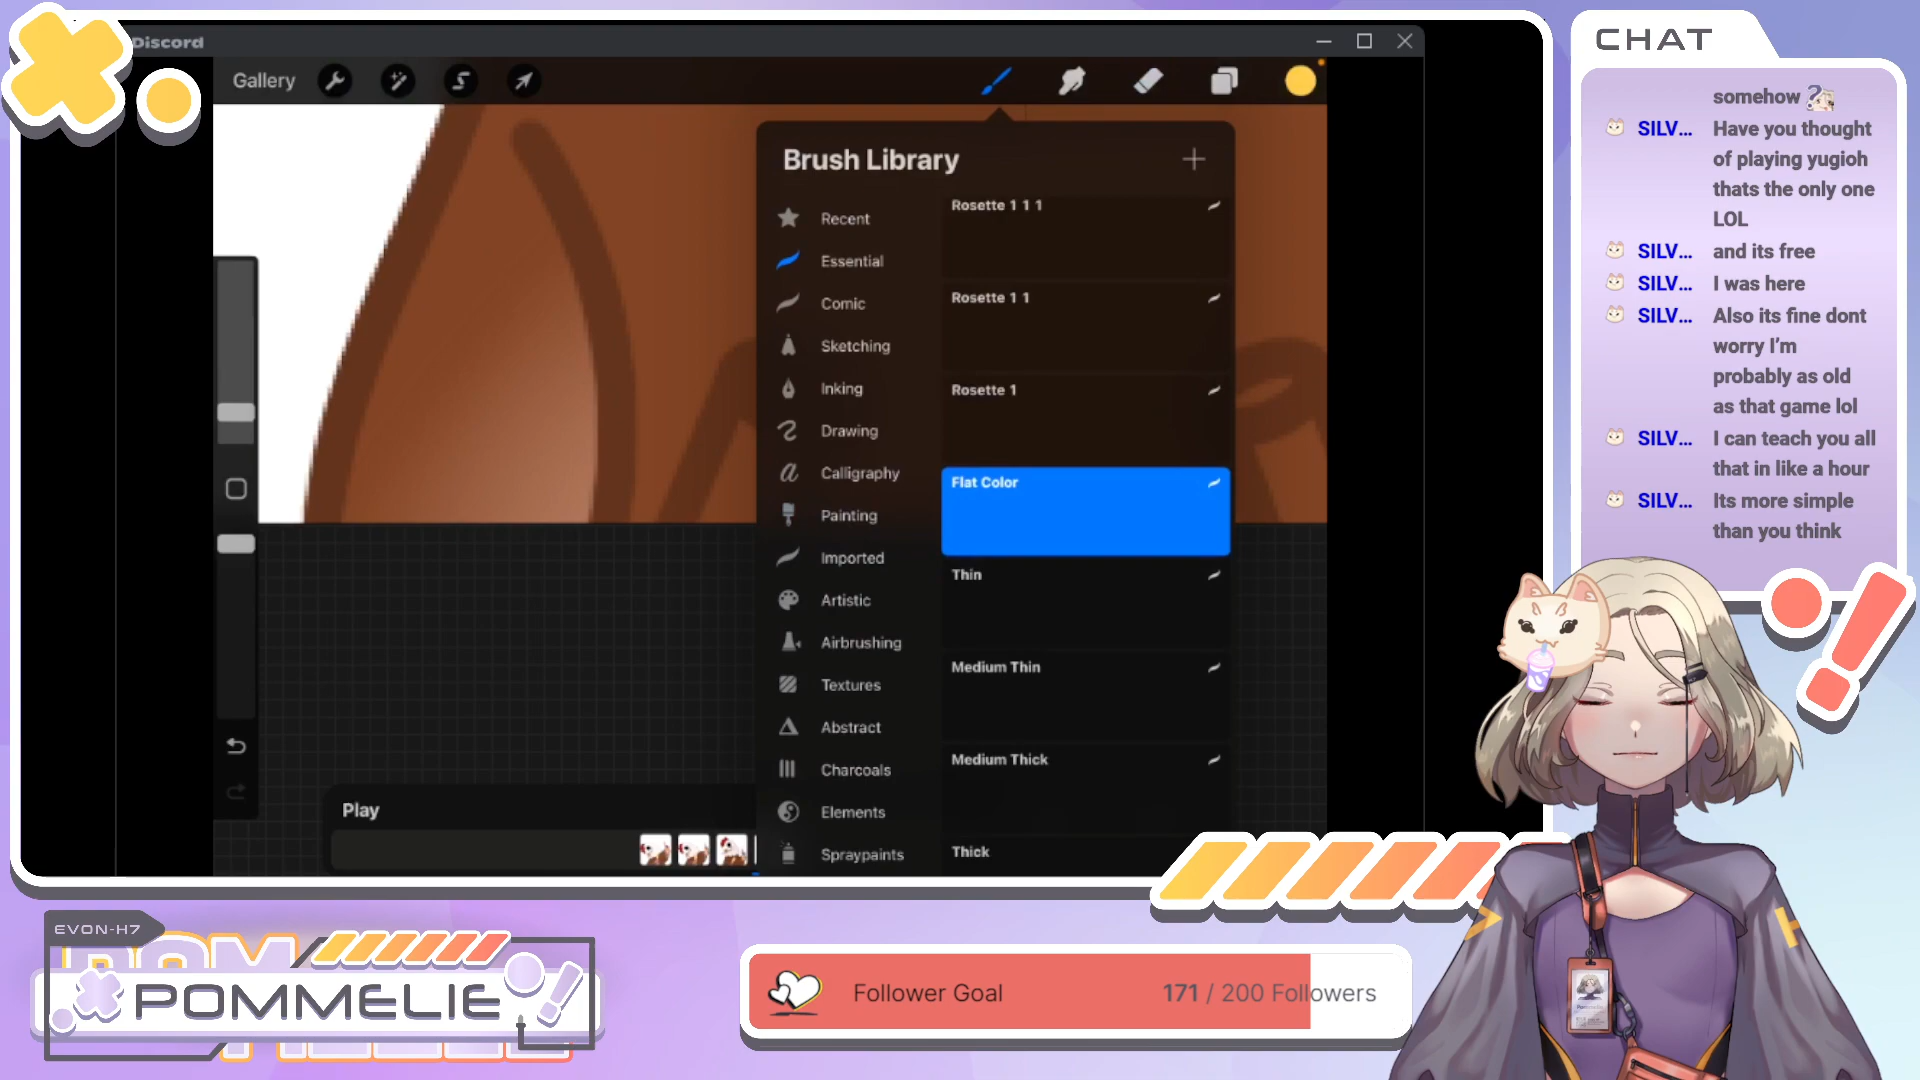 Discord
Gallery
Brush Library
Recent
Essential
Comic
Sketching
Inking
Drawing
Calligraphy
Painting
Imported
Artistic
Airbrushing
Textures
Abstract
Charcoals
Elements
Spraypaints
Rosette 1 1 1
Rosette 1 1
Rosette 1
Flat Color
Thin
Medium Thin
Medium Thick
Thick
Play
CHAT
somehow
SILV... Have you thought
of playing yugioh
thats the only one
LOL
SILV... and its free
SILV... I was here
SILV... Also its fine dont
worry I’m
probably as old
as that game lol
SILV... I can teach you all
that in like a hour
SILV... Its more simple
than you think
EVON-H7
POMMELIE
Follower Goal
171 / 200 Followers